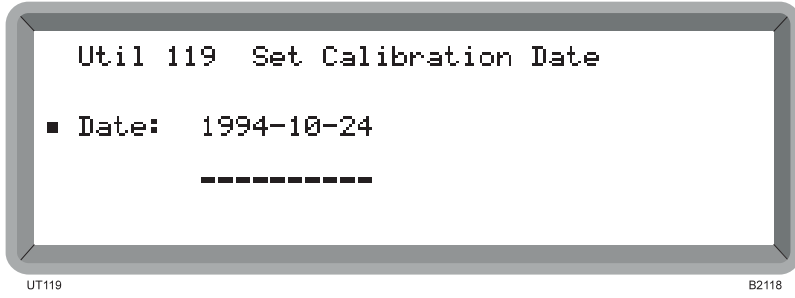 Util 119 Set Calibration Date
▪ Date: 1994-10-24
----------
UT119 B2118